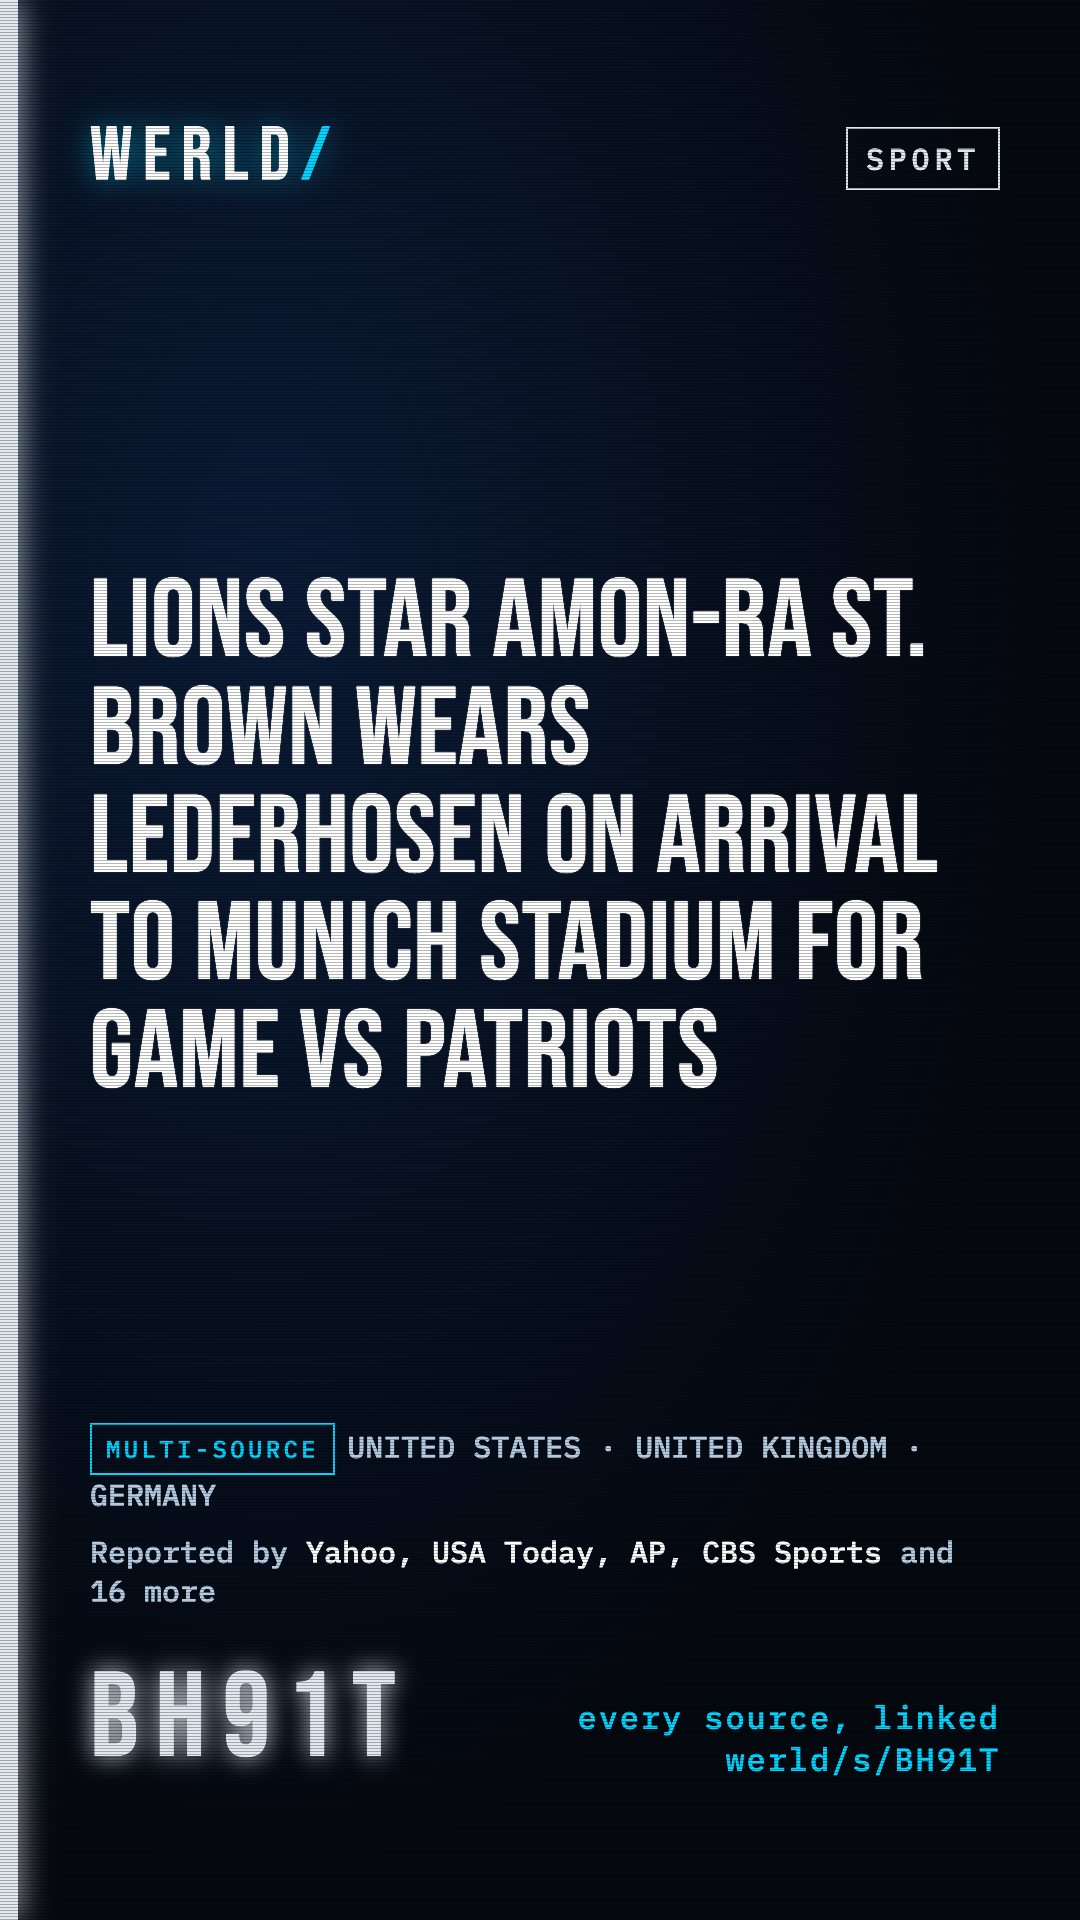 WERLD/
SPORT
LIONS STAR AMON-RA ST.
BROWN WEARS
LEDERHOSEN ON ARRIVAL
TO MUNICH STADIUM FOR
GAME VS PATRIOTS
MULTI-SOURCE UNITED STATES · UNITED KINGDOM ·
GERMANY
Reported by Yahoo, USA Today, AP, CBS Sports and
16 more
BH91T
every source, linked
werld/s/BH91T